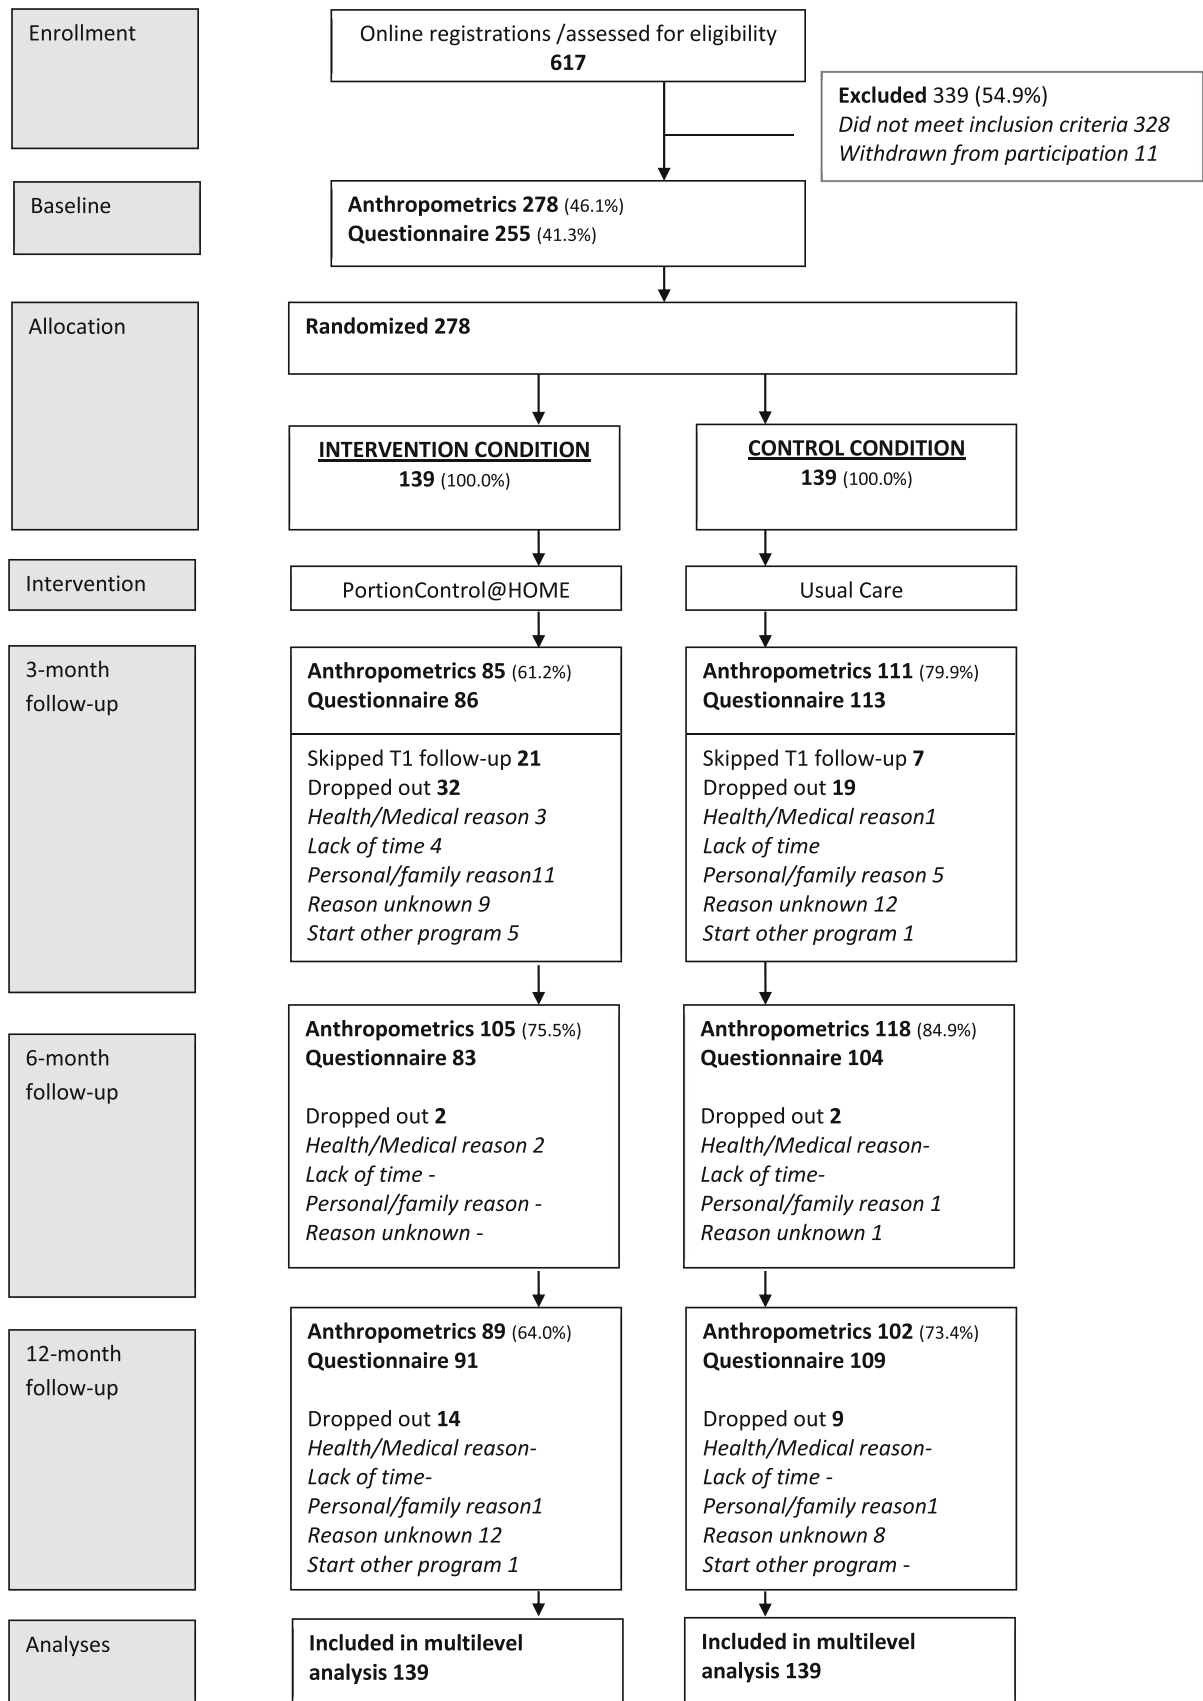 Enrollment
Online registrations /assessed for eligibility
617
Excluded 339 (54.9%)
Did not meet inclusion criteria 328
Withdrawn from participation 11
Baseline
Anthropometrics 278 (46.1%)
Questionnaire 255 (41.3%)
Allocation
Randomized 278
INTERVENTION CONDITION
139 (100.0%)
CONTROL CONDITION
139 (100.0%)
Intervention
PortionControl@HOME
Usual Care
3-month
follow-up
Anthropometrics 85 (61.2%)
Questionnaire 86
Skipped T1 follow-up 21
Dropped out 32
Health/Medical reason 3
Lack of time 4
Personal/family reason11
Reason unknown 9
Start other program 5
Anthropometrics 111 (79.9%)
Questionnaire 113
Skipped T1 follow-up 7
Dropped out 19
Health/Medical reason1
Lack of time
Personal/family reason 5
Reason unknown 12
Start other program 1
6-month
follow-up
Anthropometrics 105 (75.5%)
Questionnaire 83
Dropped out 2
Health/Medical reason 2
Lack of time -
Personal/family reason -
Reason unknown -
Anthropometrics 118 (84.9%)
Questionnaire 104
Dropped out 2
Health/Medical reason-
Lack of time-
Personal/family reason 1
Reason unknown 1
12-month
follow-up
Anthropometrics 89 (64.0%)
Questionnaire 91
Dropped out 14
Health/Medical reason-
Lack of time-
Personal/family reason1
Reason unknown 12
Start other program 1
Anthropometrics 102 (73.4%)
Questionnaire 109
Dropped out 9
Health/Medical reason-
Lack of time -
Personal/family reason1
Reason unknown 8
Start other program -
Analyses
Included in multilevel
analysis 139
Included in multilevel
analysis 139